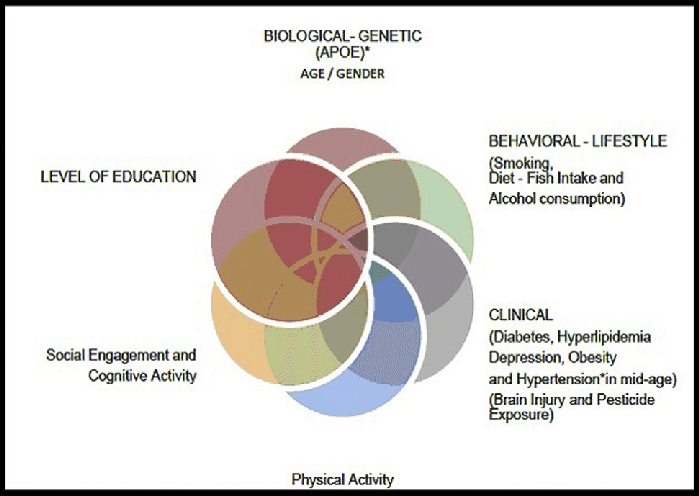 BIOLOGICAL- GENETIC
(APOE)*
AGE / GENDER
BEHAVIORAL - LIFESTYLE
(Smoking,
Diet - Fish Intake and
Alcohol consumption)
LEVEL OF EDUCATION
CLINICAL
(Diabetes, Hyperlipidemia
Depression, Obesity
and Hypertension*in mid-age)
(Brain Injury and Pesticide
Exposure)
Social Engagement and
Cognitive Activity
Physical Activity